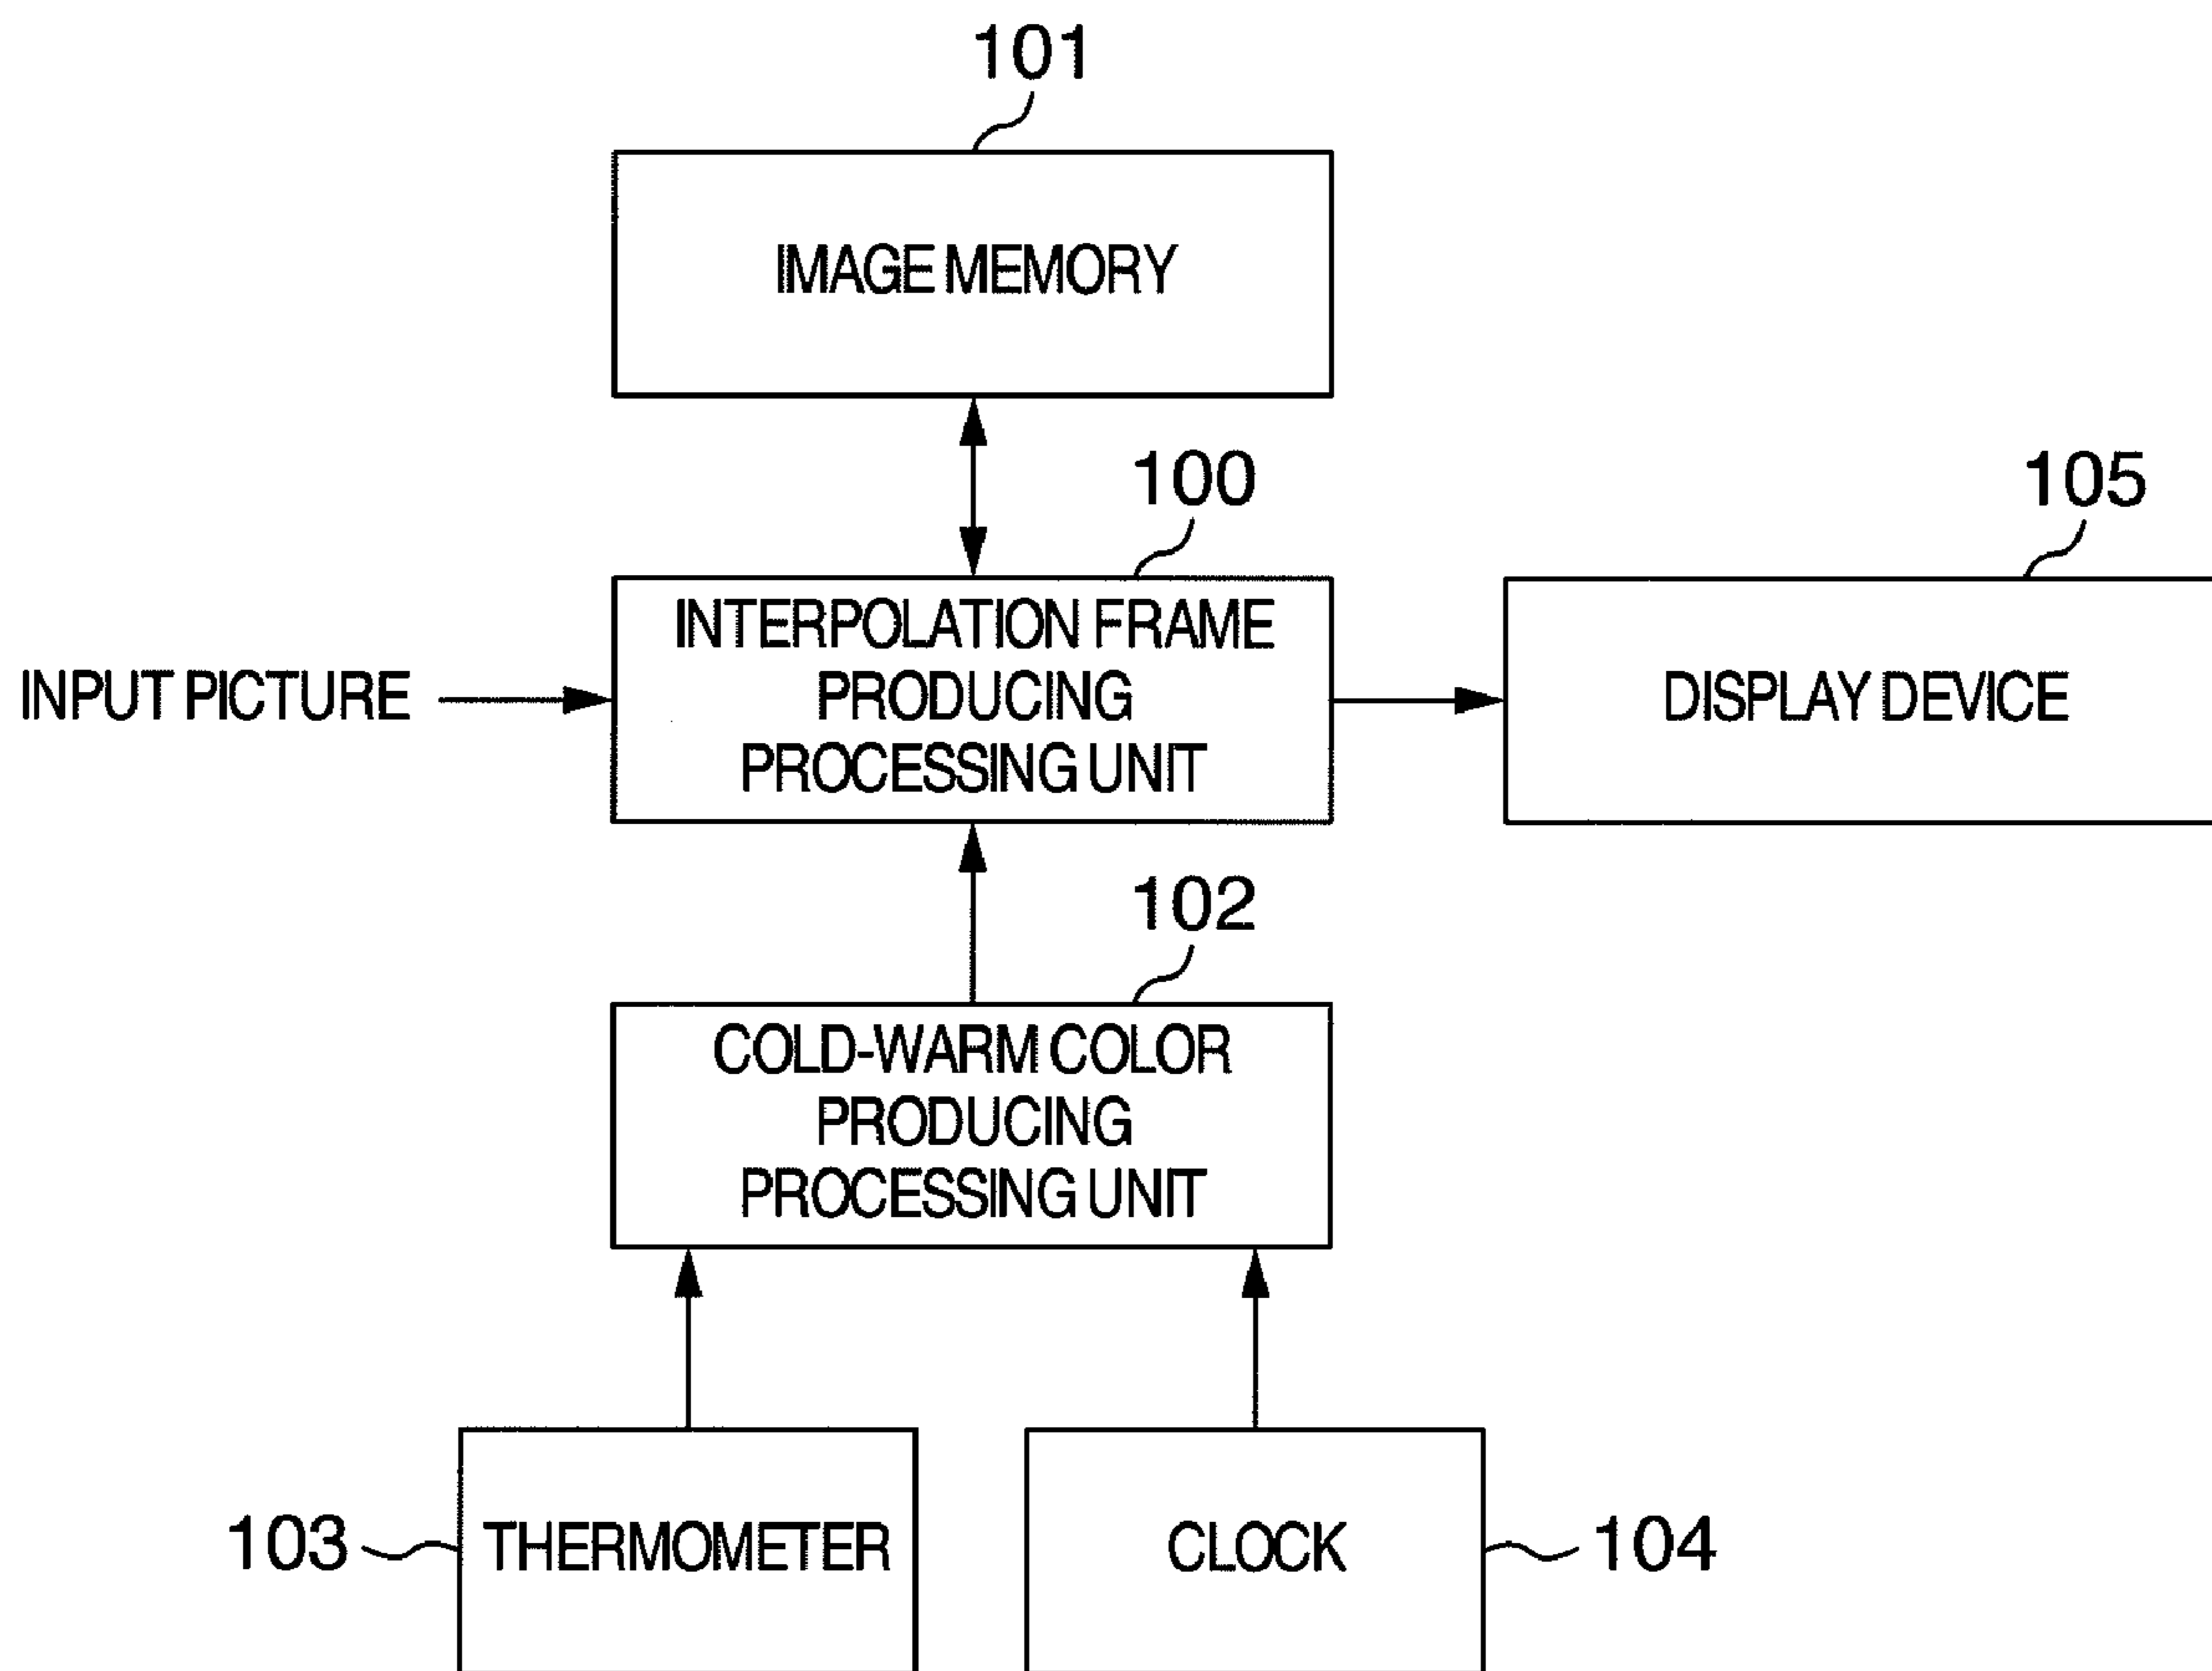 101
IMAGE MEMORY
100
105
INPUT PICTURE
INTERPOLATION FRAME
PRODUCING
PROCESSING UNIT
DISPLAY DEVICE
102
COLD-WARM COLOR
PRODUCING
PROCESSING UNIT
103
THERMOMETER
CLOCK
104